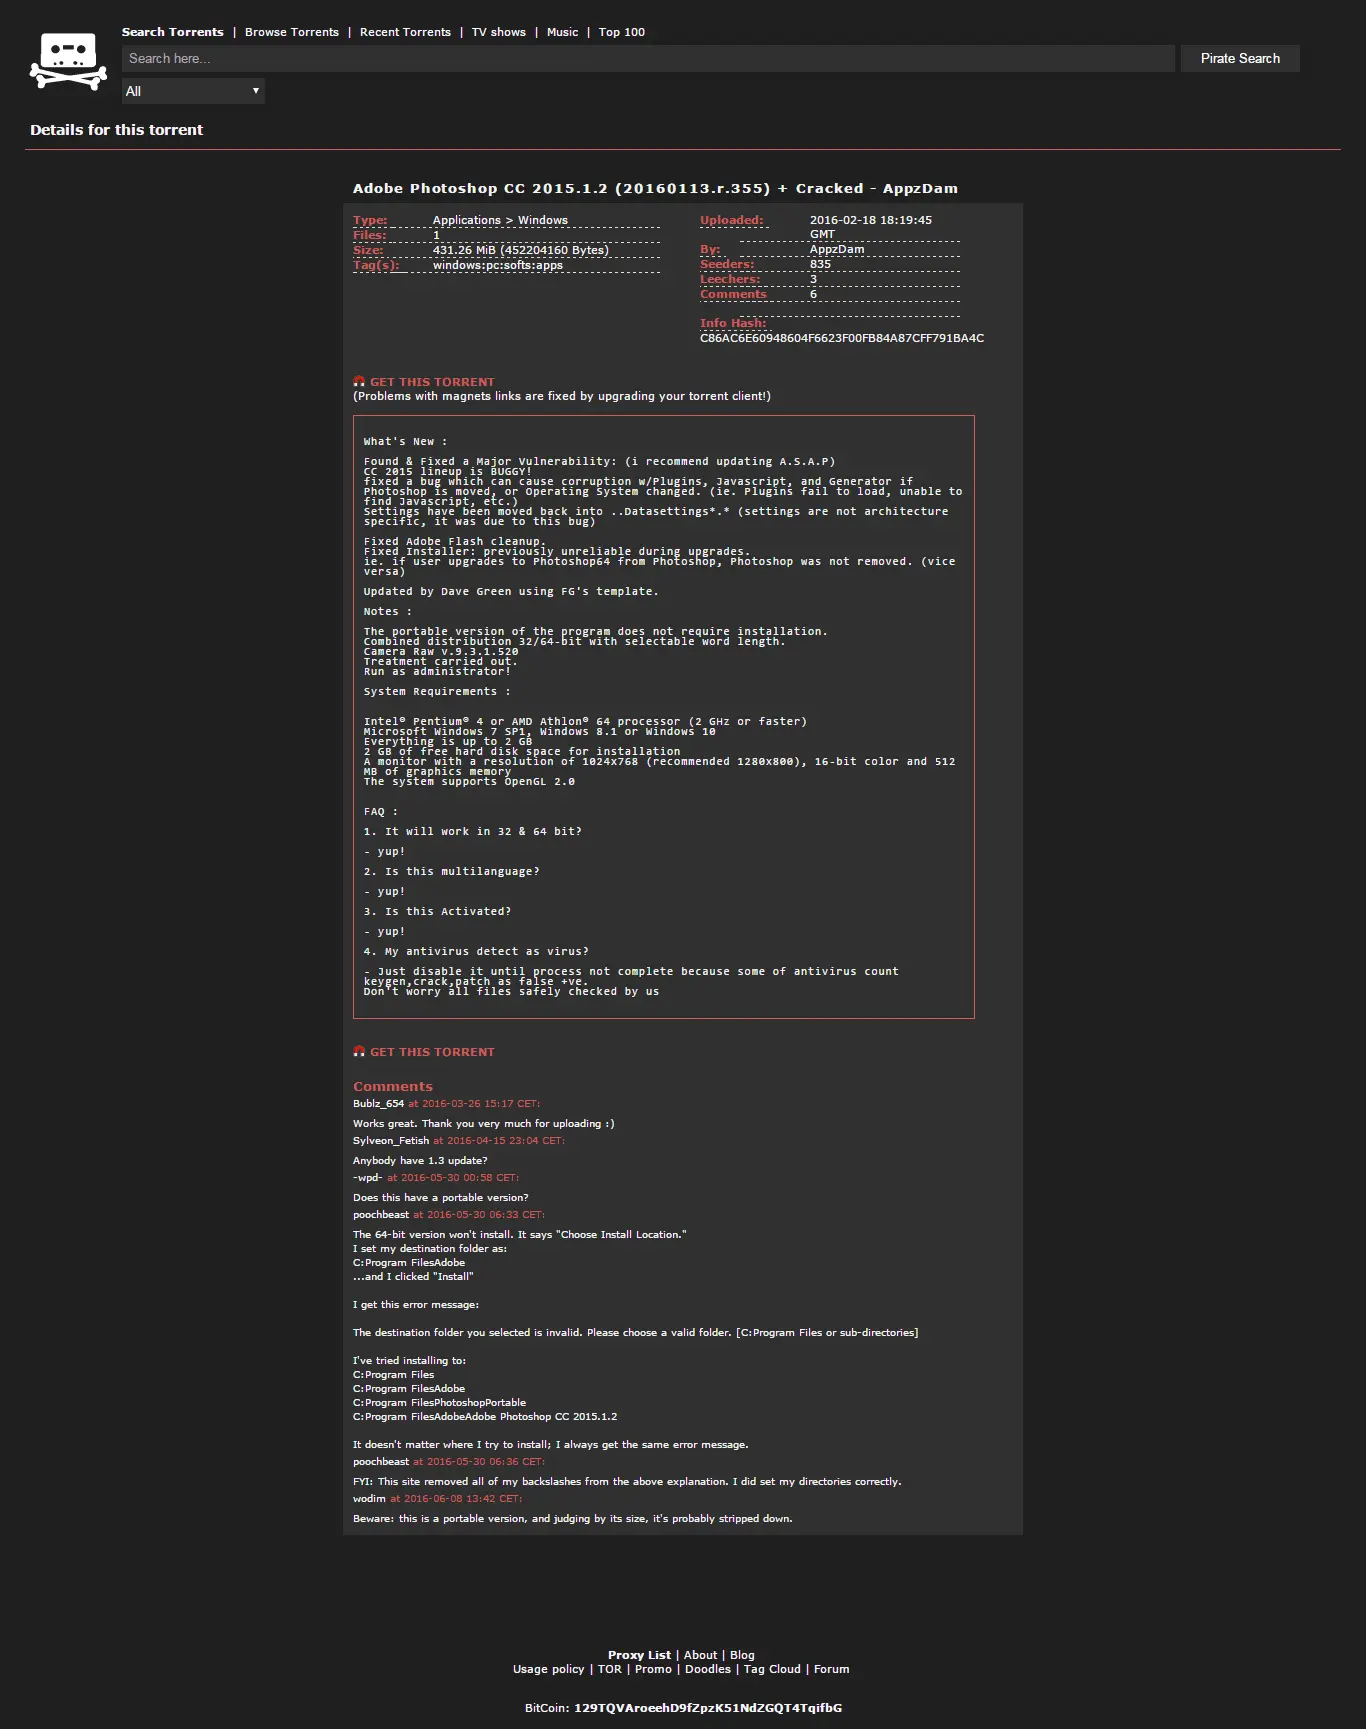 Search Torrents | Browse Torrents | Recent Torrents | TV shows | Music | Top 100
Search here...
Pirate Search
All
Details for this torrent
Adobe Photoshop CC 2015.1.2 (20160113.r.355) + Cracked - AppzDam
Type: Applications > Windows
Files: 1
Size: 431.26 MiB (452204160 Bytes)
Tag(s): windows:pc:softs:apps
Uploaded: 2016-02-18 18:19:45
GMT
By: AppzDam
Seeders: 835
Leechers: 3
Comments 6
Info Hash:
C86AC6E60948604F6623F00FB84A87CFF791BA4C
GET THIS TORRENT
(Problems with magnets links are fixed by upgrading your torrent client!)
What's New :
Found & Fixed a Major Vulnerability: (i recommend updating A.S.A.P)
CC 2015 lineup is BUGGY!
fixed a bug which can cause corruption w/Plugins, Javascript, and Generator if
Photoshop is moved, or Operating System changed. (ie. Plugins fail to load, unable to
find Javascript, etc.)
Settings have been moved back into ..Datasettings*.* (settings are not architecture
specific, it was due to this bug)
Fixed Adobe Flash cleanup.
Fixed Installer: previously unreliable during upgrades.
ie. if user upgrades to Photoshop64 from Photoshop, Photoshop was not removed. (vice
versa)
Updated by Dave Green using FG's template.
Notes :
The portable version of the program does not require installation.
Combined distribution 32/64-bit with selectable word length.
Camera Raw v.9.3.1.520
Treatment carried out.
Run as administrator!
System Requirements :
Intel® Pentium® 4 or AMD Athlon® 64 processor (2 GHz or faster)
Microsoft Windows 7 SP1, Windows 8.1 or Windows 10
Everything is up to 2 GB
2 GB of free hard disk space for installation
A monitor with a resolution of 1024x768 (recommended 1280x800), 16-bit color and 512
MB of graphics memory
The system supports OpenGL 2.0
FAQ :
1. It will work in 32 & 64 bit?
- yup!
2. Is this multilanguage?
- yup!
3. Is this Activated?
- yup!
4. My antivirus detect as virus?
- Just disable it until process not complete because some of antivirus count
keygen,crack,patch as false +ve.
Don't worry all files safely checked by us
GET THIS TORRENT
Comments
Bublz_654 at 2016-03-26 15:17 CET:
Works great. Thank you very much for uploading :)
Sylveon_Fetish at 2016-04-15 23:04 CET:
Anybody have 1.3 update?
-wpd- at 2016-05-30 00:58 CET:
Does this have a portable version?
poochbeast at 2016-05-30 06:33 CET:
The 64-bit version won't install. It says "Choose Install Location."
I set my destination folder as:
C:Program FilesAdobe
...and I clicked "Install"
I get this error message:
The destination folder you selected is invalid. Please choose a valid folder. [C:Program Files or sub-directories]
I've tried installing to:
C:Program Files
C:Program FilesAdobe
C:Program FilesPhotoshopPortable
C:Program FilesAdobeAdobe Photoshop CC 2015.1.2
It doesn't matter where I try to install; I always get the same error message.
poochbeast at 2016-05-30 06:36 CET:
FYI: This site removed all of my backslashes from the above explanation. I did set my directories correctly.
wodim at 2016-06-08 13:42 CET:
Beware: this is a portable version, and judging by its size, it's probably stripped down.
Proxy List | About | Blog
Usage policy | TOR | Promo | Doodles | Tag Cloud | Forum
BitCoin: 129TQVAroeehD9fZpzK51NdZGQT4TqifbG